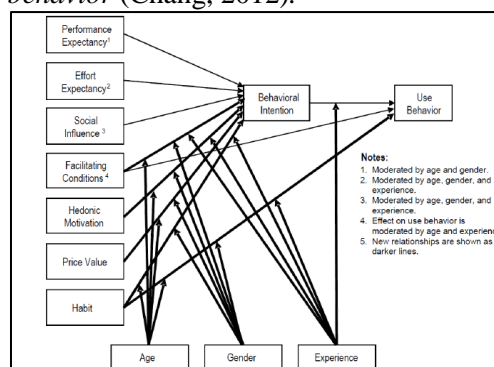 behavior (Chang, 2012).
Performance
Expectancy1
Effort
Expectancy2
Social
Influence 3
Facilitating
Conditions 4
Hedonic
Motivation
Price Value
Habit
Behavioral
Intention
Use
Behavior
Notes:
1. Moderated by age and gender.
2. Moderated by age, gender, and
experience.
3. Moderated by age, gender, and
experience.
4. Effect on use behavior is
moderated by age and experienc
5. New relationships are shown as
darker lines.
Age
Gender
Experience